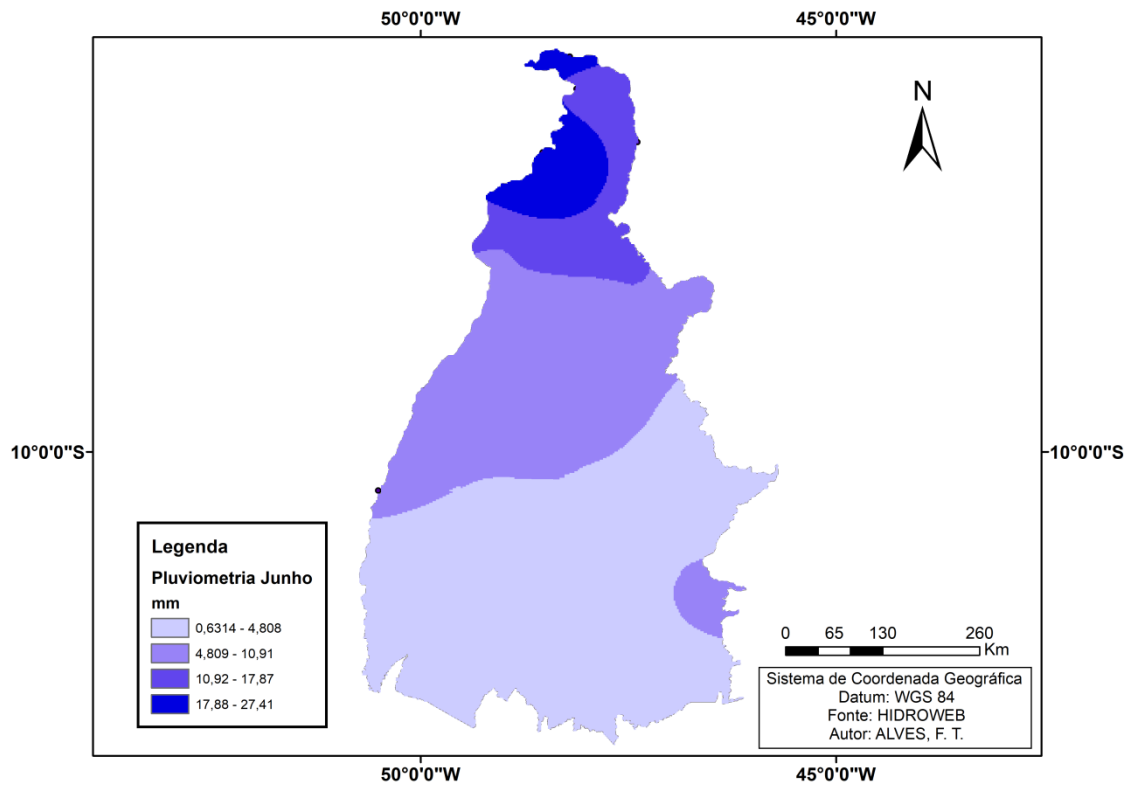 50°0'0"W
45°0'0"W
N
10°0'0"S
10°0'0"S
Legenda
Pluviometria Junho
mm
0,6314 - 4,808
4,809 - 10,91
10,92 - 17,87
17,88 - 27,41
0 65 130 260
Km
Sistema de Coordenada Geográfica
Datum: WGS 84
Fonte: HIDROWEB
Autor: ALVES, F. T.
50°0'0"W
45°0'0"W